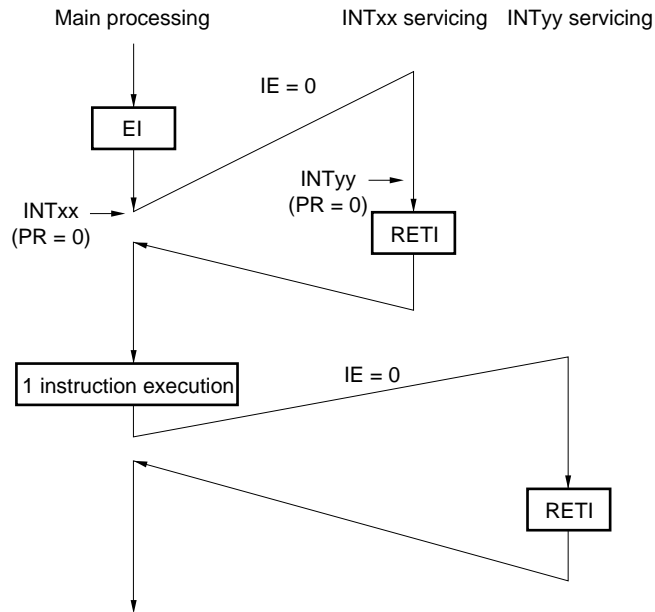 Main processing
INTxx servicing
INTyy servicing
IE = 0
EI
INTyy
(PR = 0)
INTxx
(PR = 0)
RETI
1 instruction execution
IE = 0
RETI